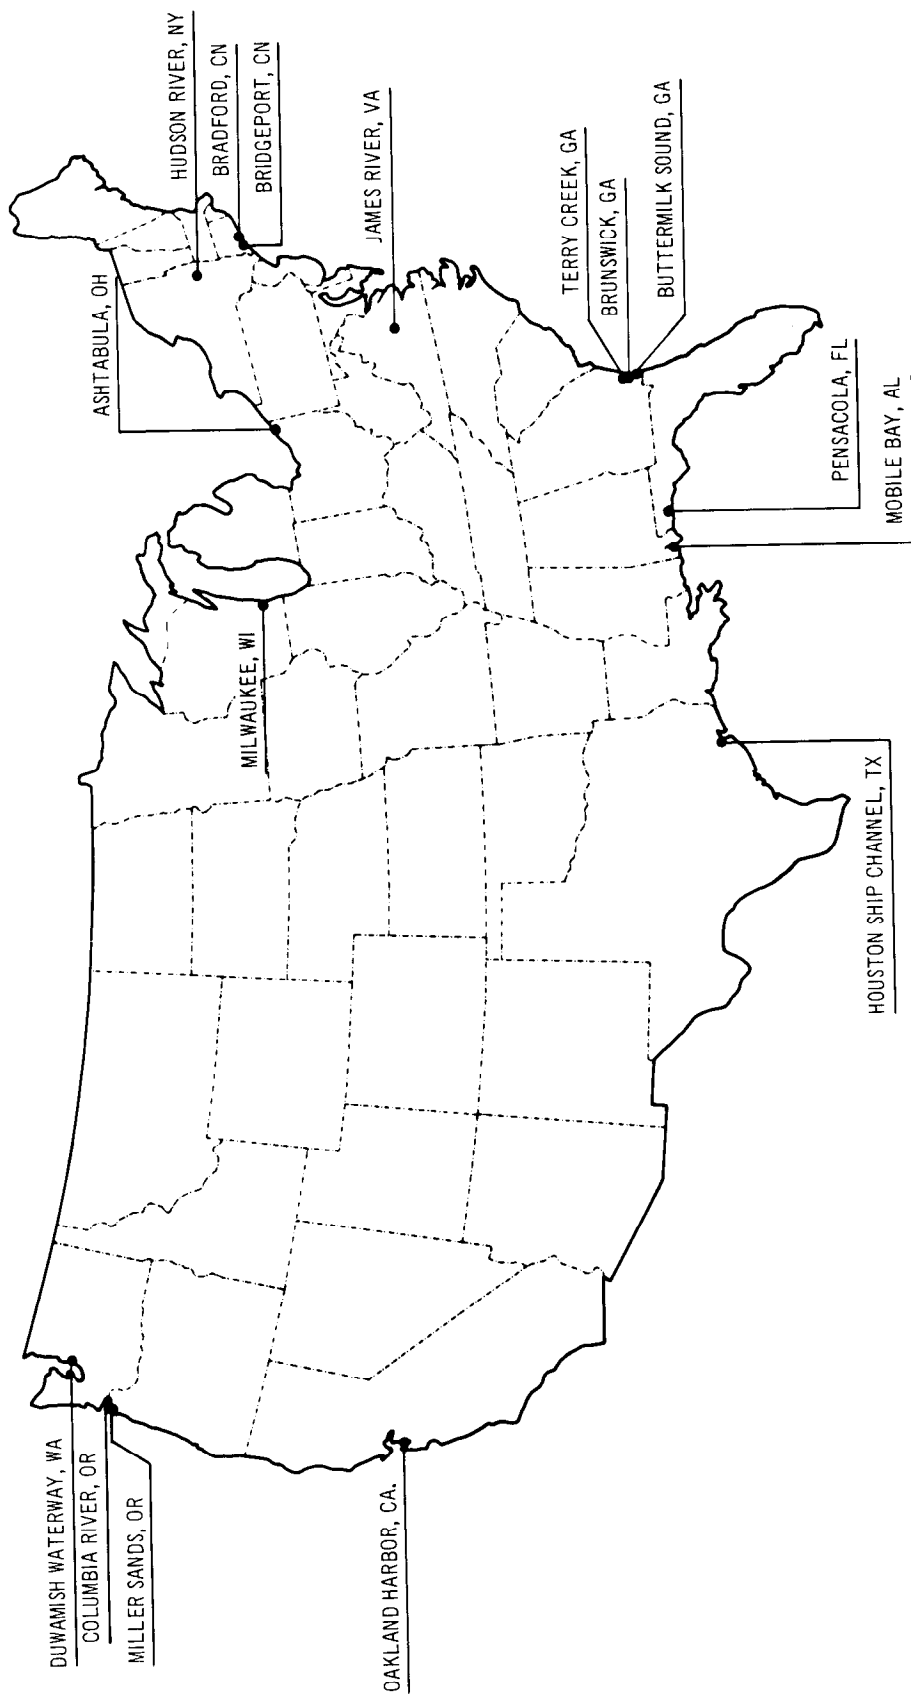 DUWAMISH WATERWAY, WA
COLUMBIA RIVER, OR
MILLER SANDS, OR
OAKLAND HARBOR, CA.
MILWAUKEE, WI
ASHTABULA, OH
HUDSON RIVER, NY
BRADFORD, CN
BRIDGEPORT, CN
JAMES RIVER, VA
TERRY CREEK, GA
BRUNSWICK, GA
BUTTERMILK SOUND, GA
PENSACOLA, FL
MOBILE BAY, AL
HOUSTON SHIP CHANNEL, TX